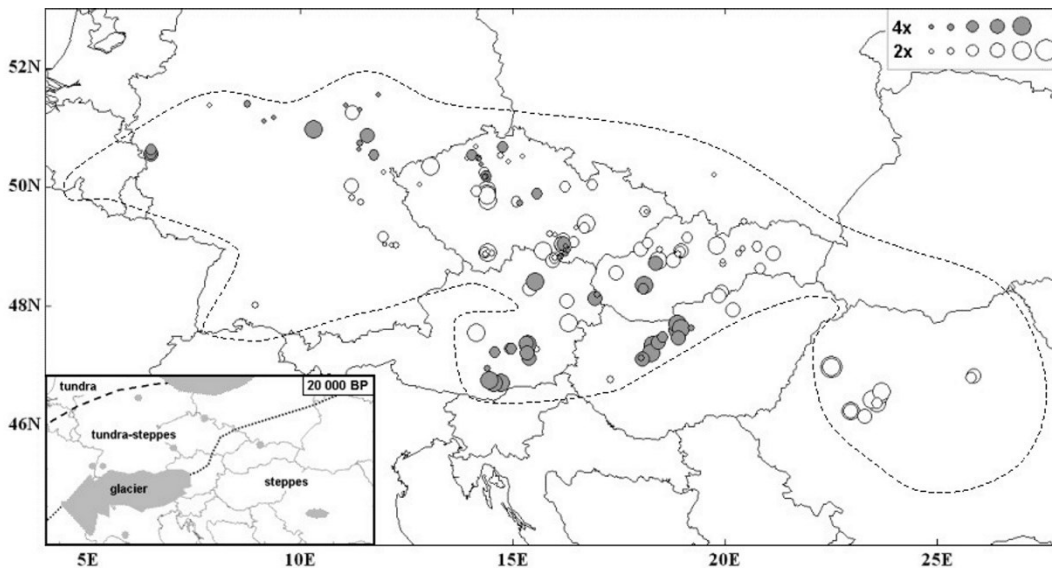 4x
2x
52N
50N
48N
46N
20 000 BP
tundra
tundra-steppes
glacier
steppes
5E
10E
15E
20E
25E